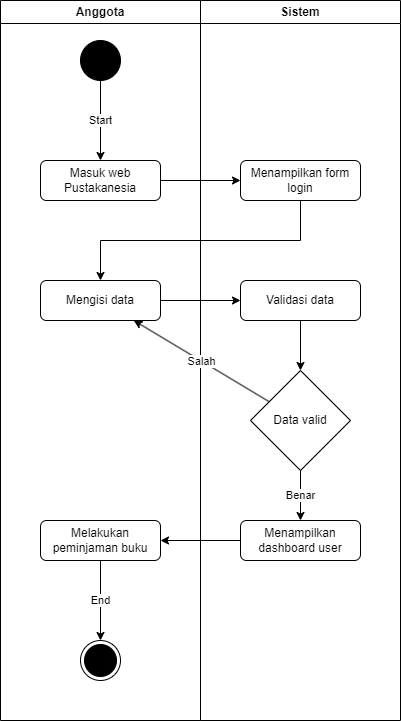 Anggota
Sistem
Start
Masuk web
Pustakanesia
Menampilkan form
login
Mengisi data
Validasi data
Salah
Data valid
Benar
Melakukan
peminjaman buku
Menampilkan
dashboard user
End